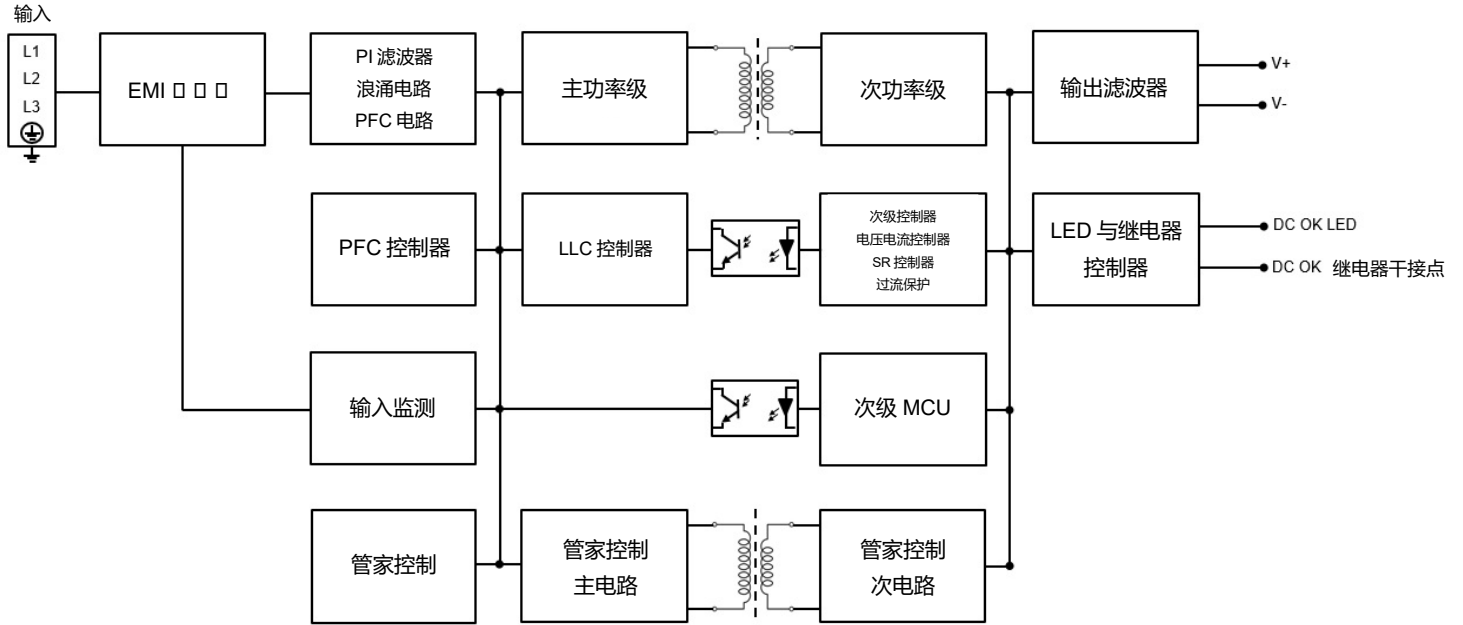 输入
L1
L2
L3
EMI
PI 滤波器
浪涌电路
PFC 电路
主功率级
次功率级
输出滤波器
V+
V-
PFC 控制器
LLC 控制器
次级控制器
电压电流控制器
SR 控制器
过流保护
LED 与继电器
控制器
DC OK LED
DC OK 继电器干接点
输入监测
次级 MCU
管家控制
管家控制
主电路
管家控制
次电路